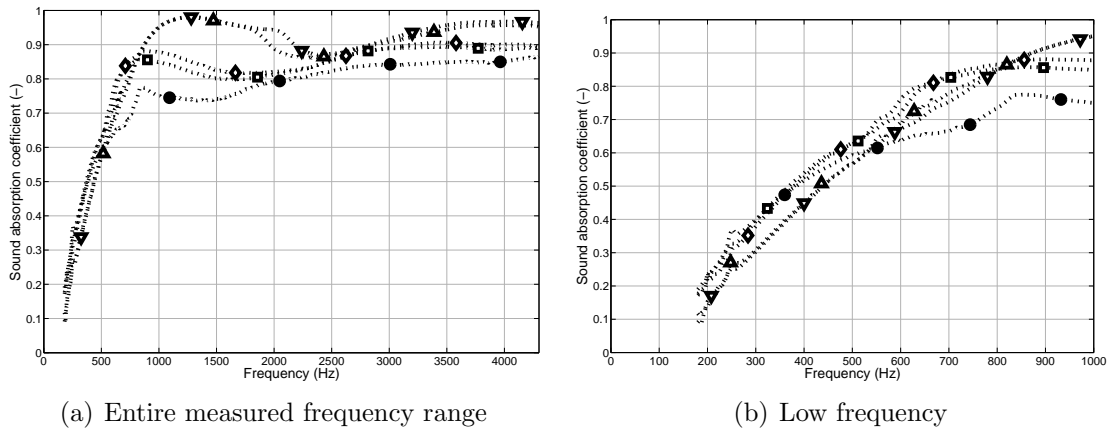 1
0.9
0.8
0.7
0.6
0.5
0.4
0.3
0.2
0.1
0
0 500 1000 1500 2000 2500 3000 3500 4000
Sound absorption coefficient (−)
Frequency (Hz)
(a) Entire measured frequency range
1
0.9
0.8
0.7
0.6
0.5
0.4
0.3
0.2
0.1
0
0 100 200 300 400 500 600 700 800 900 1000
Sound absorption coefficient (−)
Frequency (Hz)
(b) Low frequency